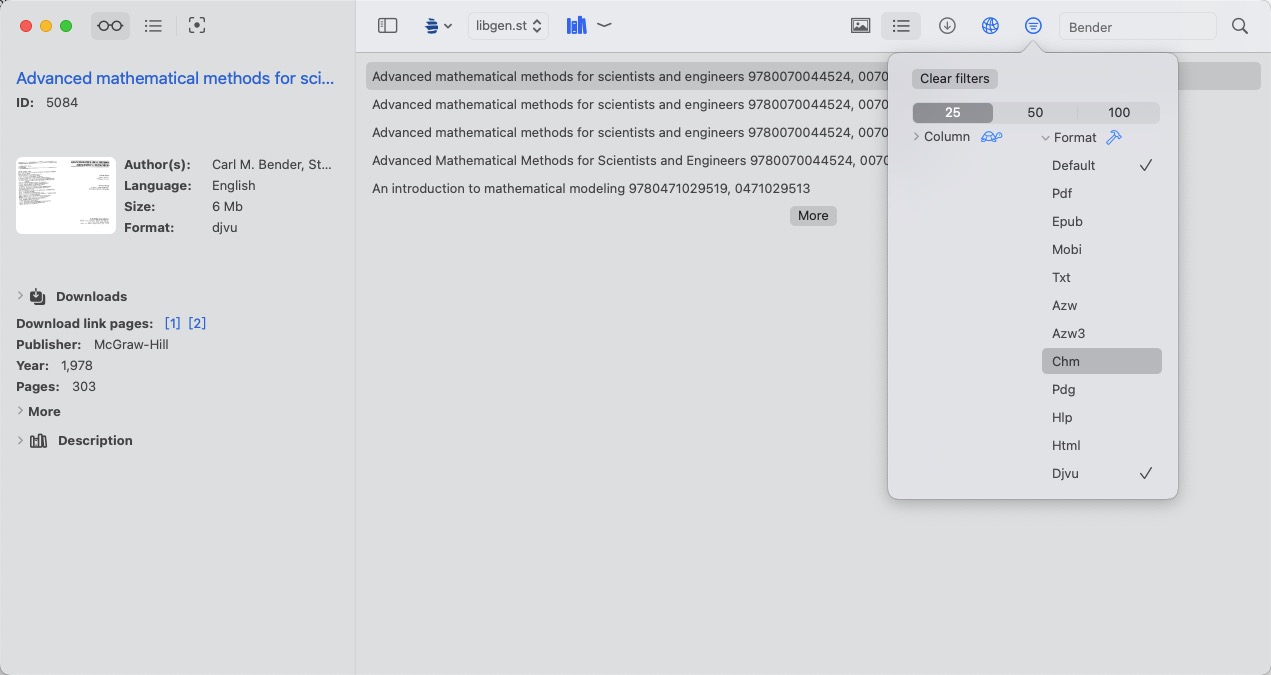 libgen.st
Bender
Advanced mathematical methods for sci...
ID: 5084
Author(s): Carl M. Bender, St...
Language: English
Size: 6 Mb
Format: djvu
Downloads
Download link pages: [1] [2]
Publisher: McGraw-Hill
Year: 1,978
Pages: 303
More
Description
Advanced mathematical methods for scientists and engineers 9780070044524, 0070
Advanced mathematical methods for scientists and engineers 9780070044524, 0070
Advanced mathematical methods for scientists and engineers 9780070044524, 0070
Advanced Mathematical Methods for Scientists and Engineers 9780070044524, 0070
An introduction to mathematical modeling 9780471029519, 0471029513
More
Clear filters
25 50 100
Column Format
Default
Pdf
Epub
Mobi
Txt
Azw
Azw3
Chm
Pdg
Hlp
Html
Djvu